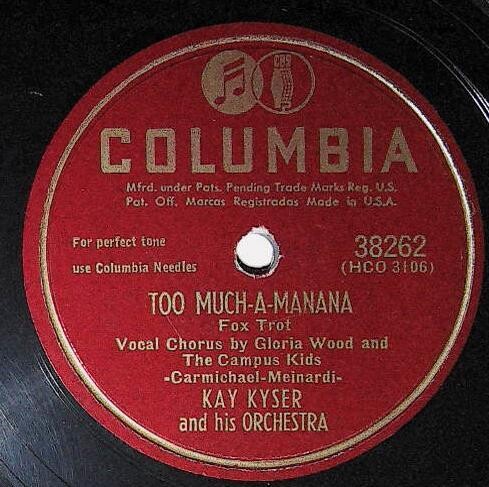 CBS
COLUMBIA
Mfrd. under Pats. Pending Trade Marks Reg. U.S.
Pat. Off. Marcas Registradas Made in U.S.A.
For perfect tone
use Columbia Needles
38262
(HCO 3106)
TOO MUCH-A-MANANA
Fox Trot
Vocal Chorus by Gloria Wood and
The Campus Kids
-Carmichael-Meinardi-
KAY KYSER
and his ORCHESTRA